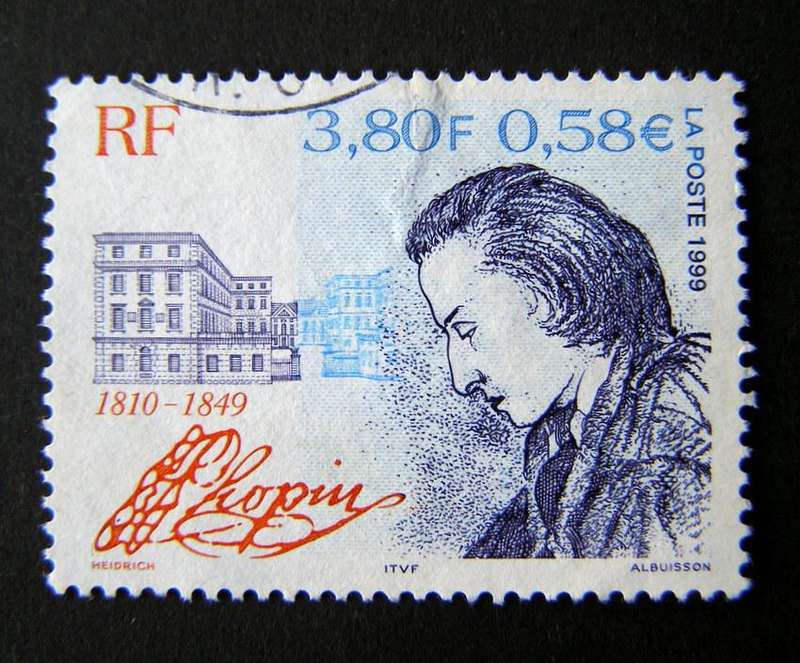 RF
3,80F 0,58€
LA POSTE 1999
1810-1849
Chopin
HEIDRICH
ITVF
ALBUISSON